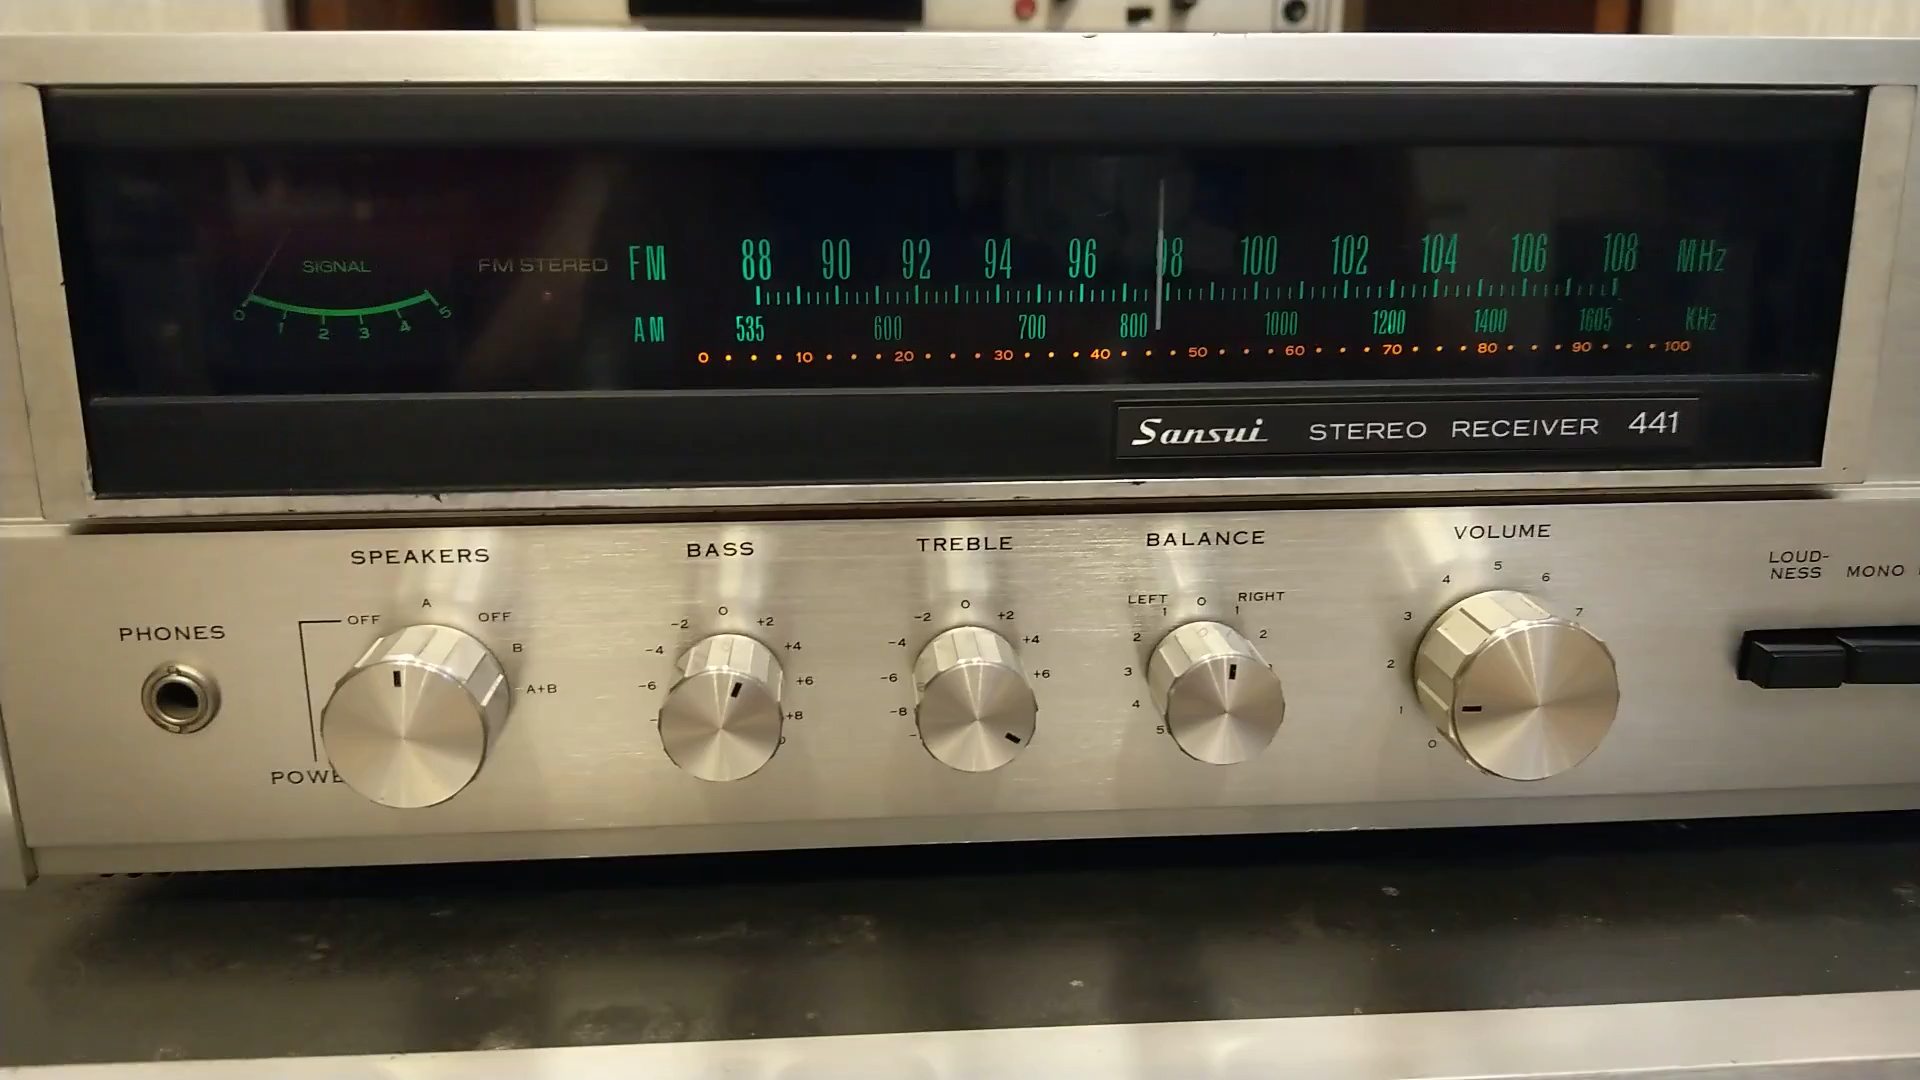 SIGNAL
0 1 2 3 4 5
FM STEREO
FM 88 90 92 94 96 98 100 102 104 106 108 MHz
AM 535 600 700 800 1000 1200 1400 1605 KHz
0 10 20 30 40 50 60 70 80 90 100
Sansui STEREO RECEIVER 441
PHONES
SPEAKERS
OFF A OFF B A+B
POWE
BASS
-6 -4 -2 0 +2 +4 +6 +8
TREBLE
-8 -6 -4 -2 0 +2 +4 +6
BALANCE
LEFT 0 RIGHT
5 4 3 2 1 1 2
VOLUME
0 1 2 3 4 5 6 7
LOUD-
NESS
MONO